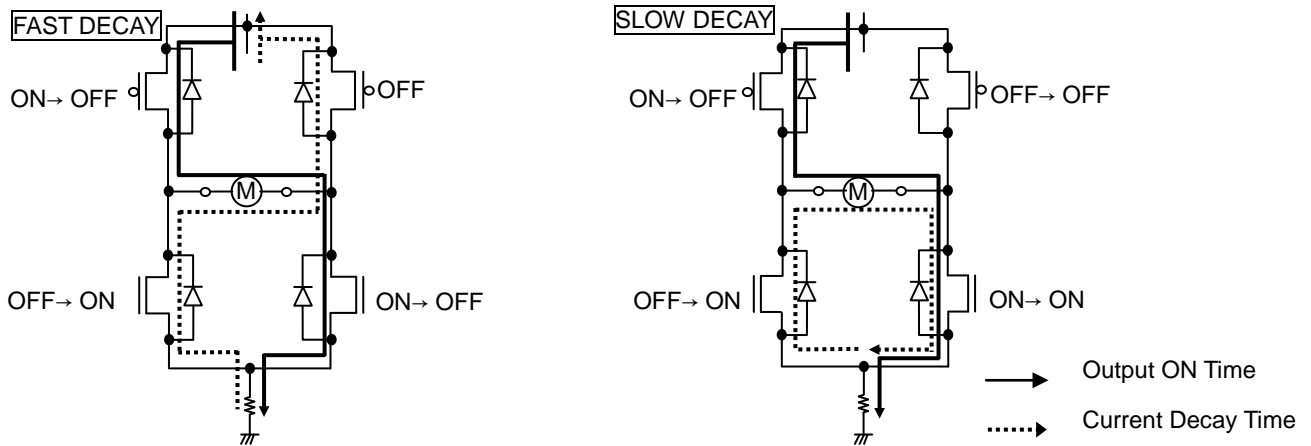 FAST DECAY
ON→ OFF
OFF
M
OFF→ ON
ON→ OFF
SLOW DECAY
ON→ OFF
OFF→ OFF
M
OFF→ ON
ON→ ON
Output ON Time
Current Decay Time